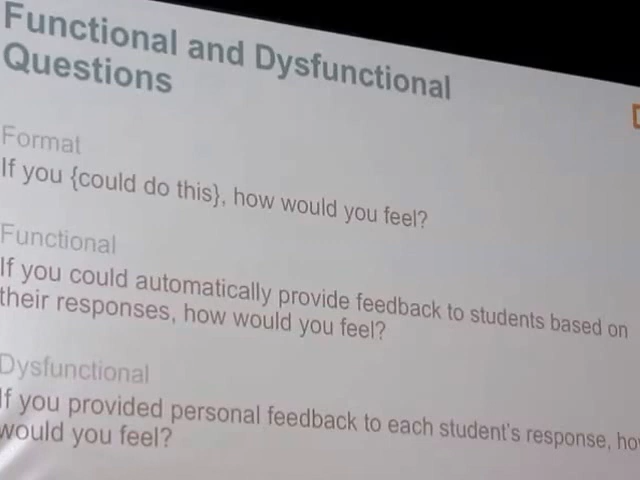 Functional and Dysfunctional
Questions
Format
If you {could do this}, how would you feel?
Functional
If you could automatically provide feedback to students based on
their responses, how would you feel?
Dysfunctional
If you provided personal feedback to each student's response,
would you feel?